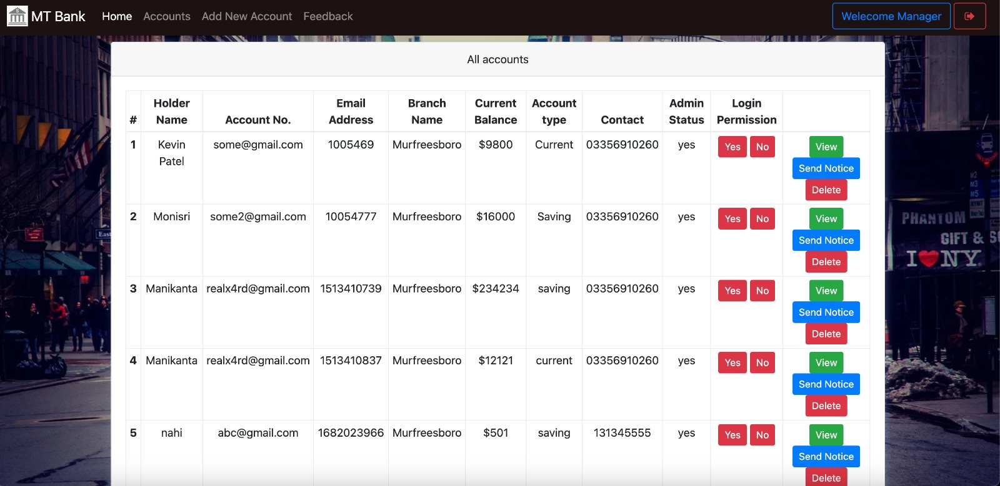 MT Bank Home Accounts Add New Account Feedback Welecome Manager
All accounts
# Holder Name Account No. Email Address Branch Name Current Balance Account type Contact Admin Status Login Permission
1 Kevin Patel some@gmail.com 1005469 Murfreesboro $9800 Current 03356910260 yes Yes No View
Send Notice
Delete
2 Monisri some2@gmail.com 10054777 Murfreesboro $16000 Saving 03356910260 yes Yes No View
Send Notice
Delete
3 Manikanta realx4rd@gmail.com 1513410739 Murfreesboro $234234 saving 03356910260 yes Yes No View
Send Notice
Delete
4 Manikanta realx4rd@gmail.com 1513410837 Murfreesboro $12121 current 03356910260 yes Yes No View
Send Notice
Delete
5 nahi abc@gmail.com 1682023966 Murfreesboro $501 saving 131345555 yes Yes No View
Send Notice
Delete
East
M2
M3
M5
PHANTOM
GIFT &
I ❤ NY